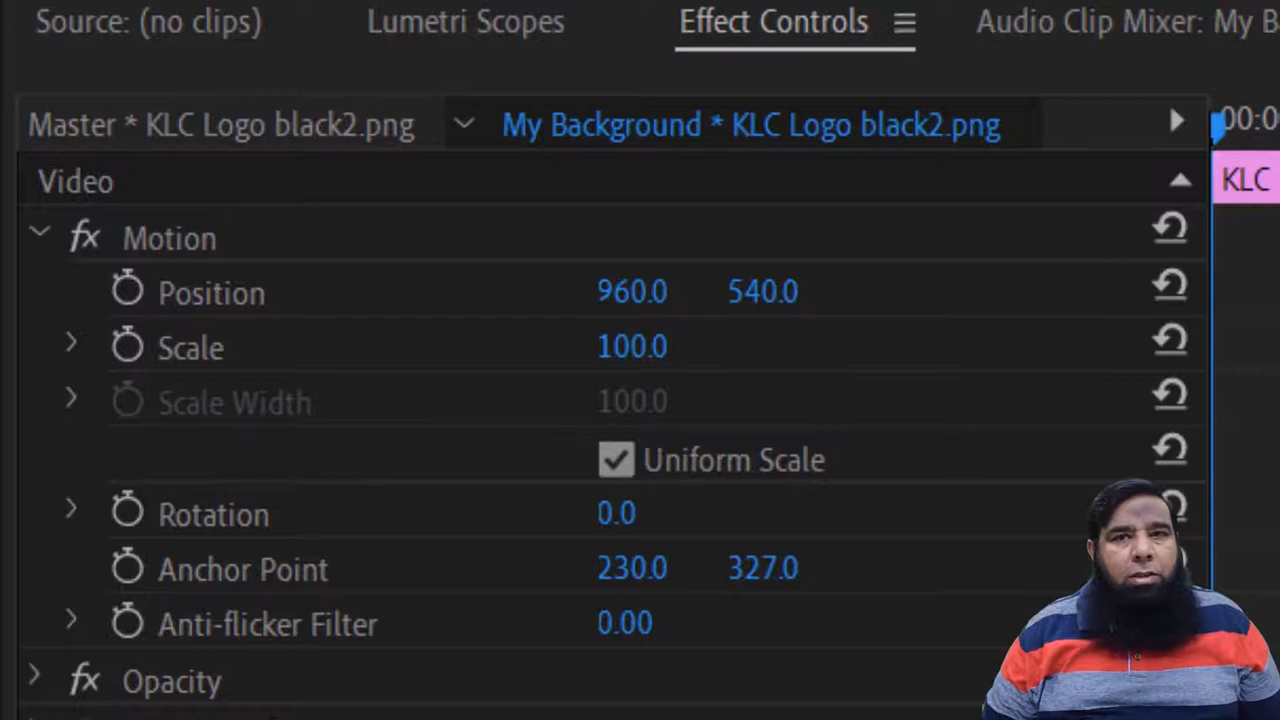 Source: (no clips) Lumetri Scopes Effect Controls Audio Clip Mixer: My B
Master * KLC Logo black2.png My Background * KLC Logo black2.png 00:0
Video KLC
fx Motion
Position 960.0 540.0
Scale 100.0
Scale Width 100.0
Uniform Scale
Rotation 0.0
Anchor Point 230.0 327.0
Anti-flicker Filter 0.00
fx Opacity